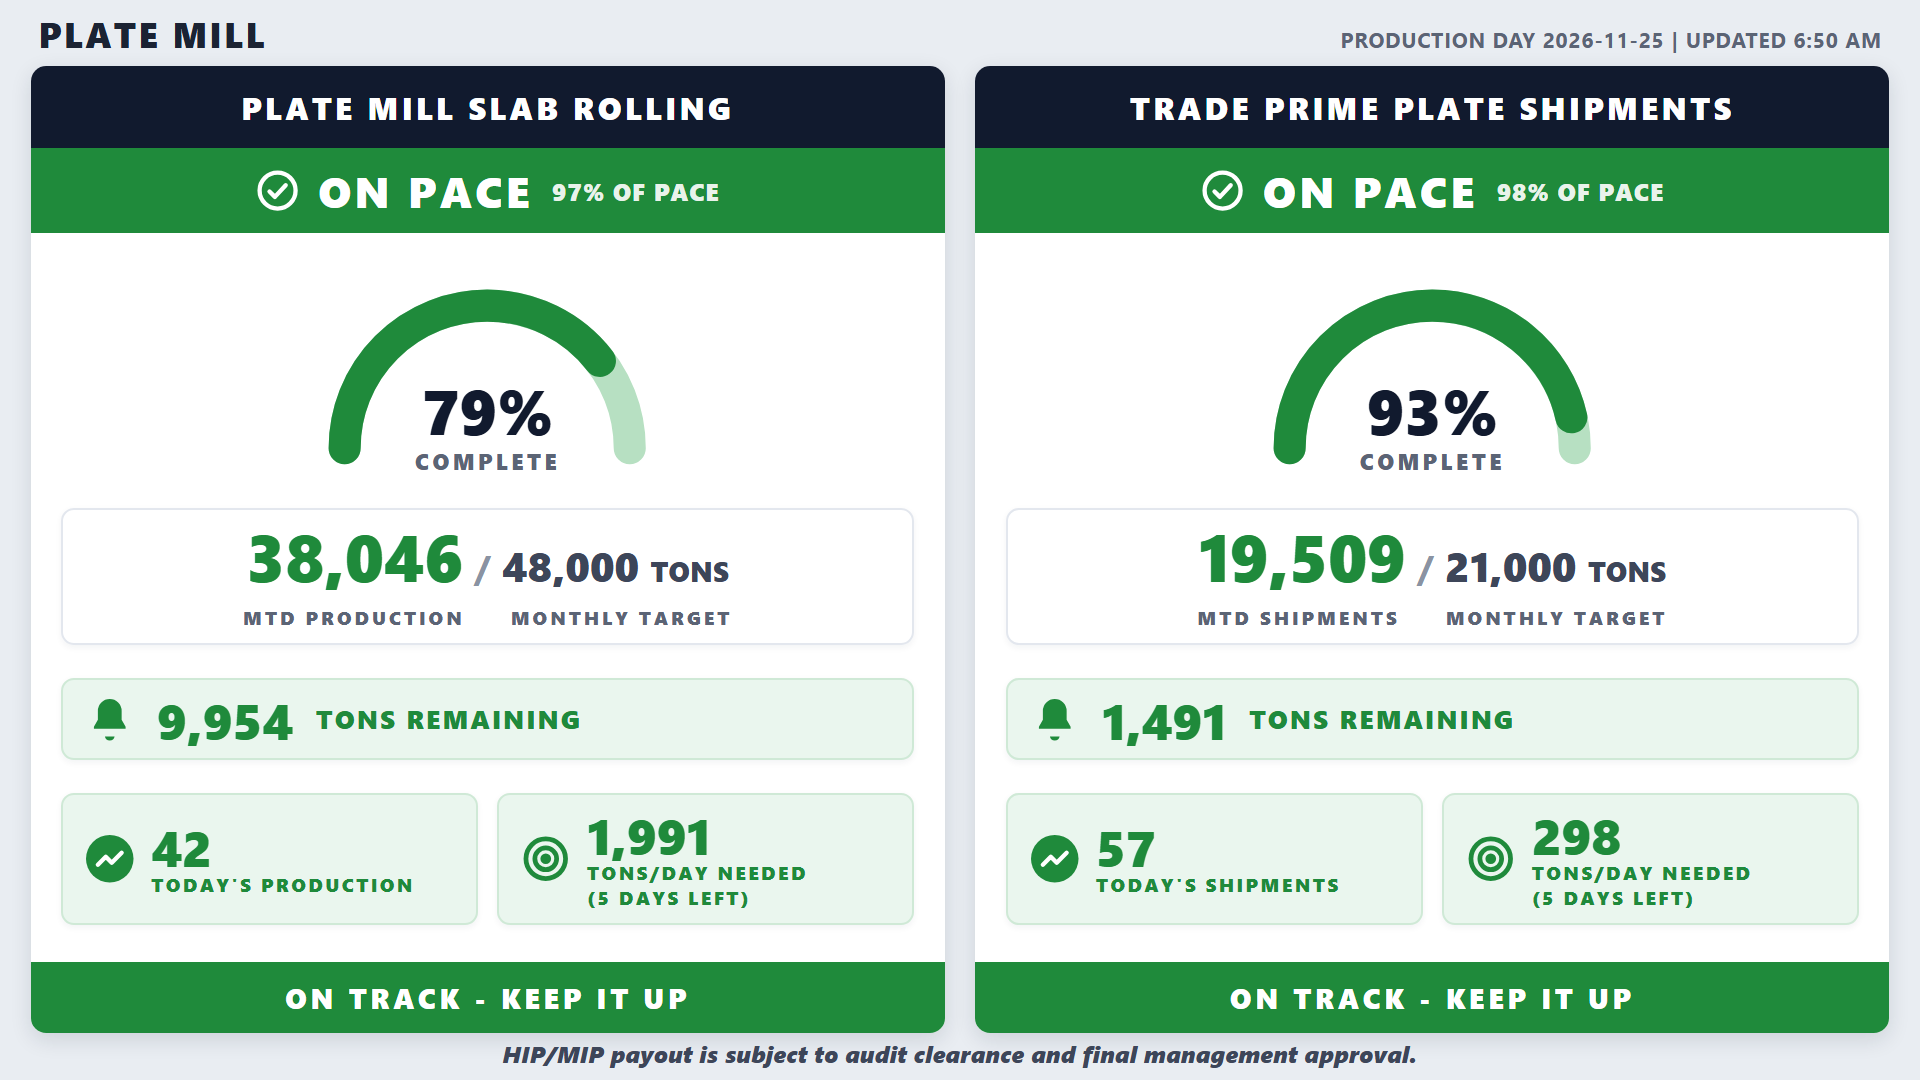 PLATE MILL
PRODUCTION DAY 2026-11-25 | UPDATED 6:50 AM
PLATE MILL SLAB ROLLING
ON PACE 97% OF PACE
79%
COMPLETE
38,046 / 48,000 TONS
MTD PRODUCTION MONTHLY TARGET
9,954 TONS REMAINING
42
TODAY'S PRODUCTION
1,991
TONS/DAY NEEDED
(5 DAYS LEFT)
ON TRACK - KEEP IT UP
TRADE PRIME PLATE SHIPMENTS
ON PACE 98% OF PACE
93%
COMPLETE
19,509 / 21,000 TONS
MTD SHIPMENTS MONTHLY TARGET
1,491 TONS REMAINING
57
TODAY'S SHIPMENTS
298
TONS/DAY NEEDED
(5 DAYS LEFT)
ON TRACK - KEEP IT UP
HIP/MIP payout is subject to audit clearance and final management approval.